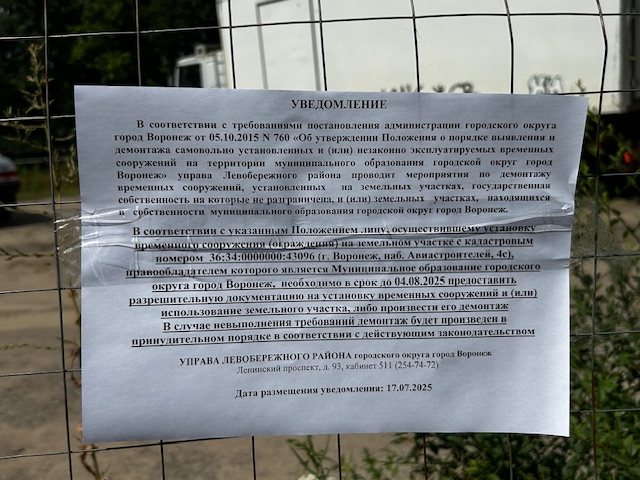 УВЕДОМЛЕНИЕ
В соответствии с требованиями постановления администрации городского округа
город Воронеж от 05.10.2015 N 760 «Об утверждении Положения о порядке выявления и
демонтажа самовольно установленных и (или) незаконно эксплуатируемых временных
сооружений на территории муниципального образования городской округ город
Воронеж» управа Левобережного района проводит мероприятия по демонтажу
временных сооружений, установленных на земельных участках, государственная
собственность на которые не разграничена, и (или) земельных участках, находящихся
в собственности муниципального образования городской округ город Воронеж.
В соответствии с указанным Положением лицу, осуществившему установку
временного сооружения (ограждения) на земельном участке с кадастровым
номером 36:34:0000000:43096 (г. Воронеж, наб. Авиастроителей, 4с),
правообладателем которого является Муниципальное образование городского
округа город Воронеж, необходимо в срок до 04.08.2025 предоставить
разрешительную документацию на установку временных сооружений и (или)
использование земельного участка, либо произвести его демонтаж
В случае невыполнения требований демонтаж будет произведен в
принудительном порядке в соответствии с действующим законодательством
УПРАВА ЛЕВОБЕРЕЖНОГО РАЙОНА городского округа город Воронеж
Ленинский проспект, д. 93, кабинет 511 (254-74-72)
Дата размещения уведомления: 17.07.2025